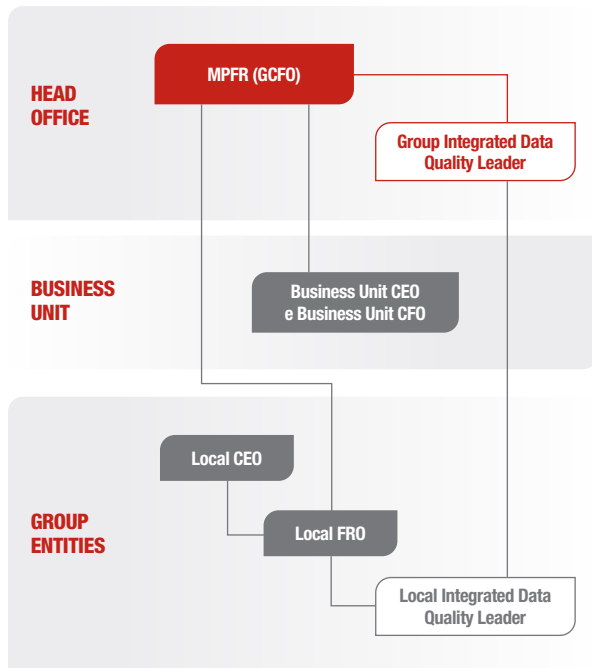 HEAD
OFFICE
MPFR (GCFO)
Group Integrated Data
Quality Leader
BUSINESS
UNIT
Business Unit CEO
e Business Unit CFO
GROUP
ENTITIES
Local CEO
Local FRO
Local Integrated Data
Quality Leader